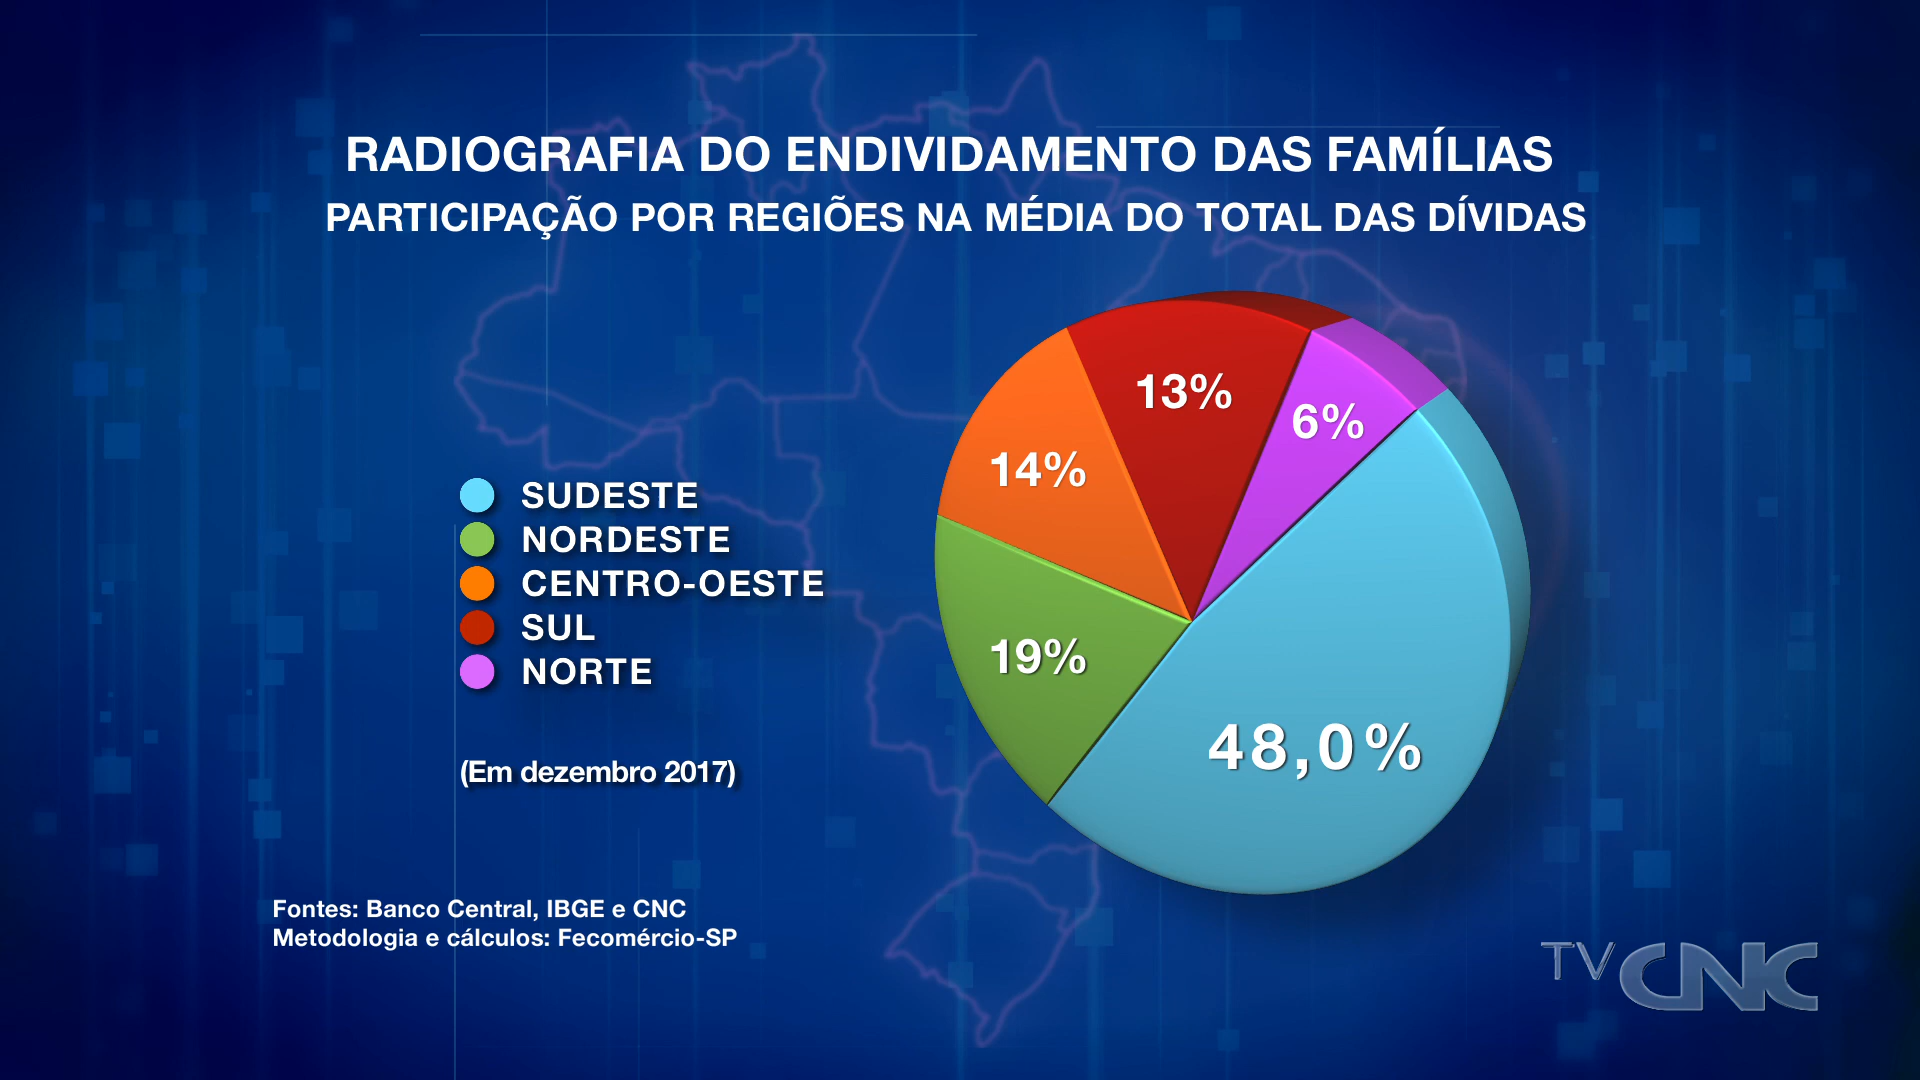 RADIOGRAFIA DO ENDIVIDAMENTO DAS FAMÍLIAS
PARTICIPAÇÃO POR REGIÕES NA MÉDIA DO TOTAL DAS DÍVIDAS
13%
6%
14%
19%
48,0%
SUDESTE
NORDESTE
CENTRO-OESTE
SUL
NORTE
(Em dezembro 2017)
Fontes: Banco Central, IBGE e CNC
Metodologia e cálculos: Fecomércio-SP
TV CNC